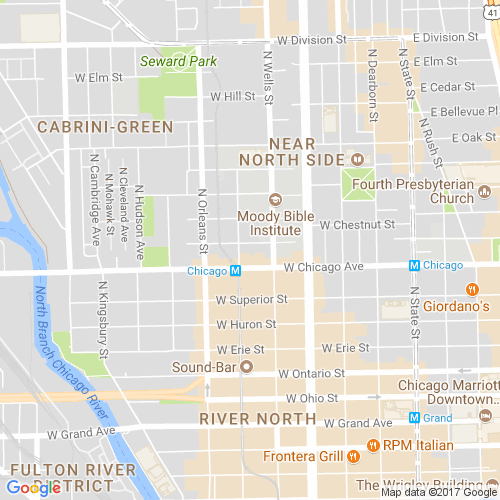 41
Seward Park
W Division St
E Division St
W Elm St
E Elm St
W Hill St
E Cedar St
N Wells St
N Dearborn St
N State St
N Rush St
E Bellevue Pl
E Oak St
CABRINI-GREEN
NEAR
NORTH SIDE
Fourth Presbyterian
Church
N Cambridge Ave
N Mohawk St
N Cleveland Ave
N Hudson Ave
N Orleans St
Moody Bible
Institute
W Chestnut St
Chicago M
W Chicago Ave
M Chicago
North Branch Chicago River
N Kingsbury St
W Superior St
Giordano's
N State St
W Huron St
W Erie St
W Erie St
Sound-Bar
W Ontario St
Chicago Marriott
Downtown...
W Ohio St
RIVER NORTH
M Grand
W Grand Ave
W Grand Ave
RPM Italian
Frontera Grill
FULTON RIVER
DISTRICT
The Wrigley Building
Google
Map data ©2017 Google